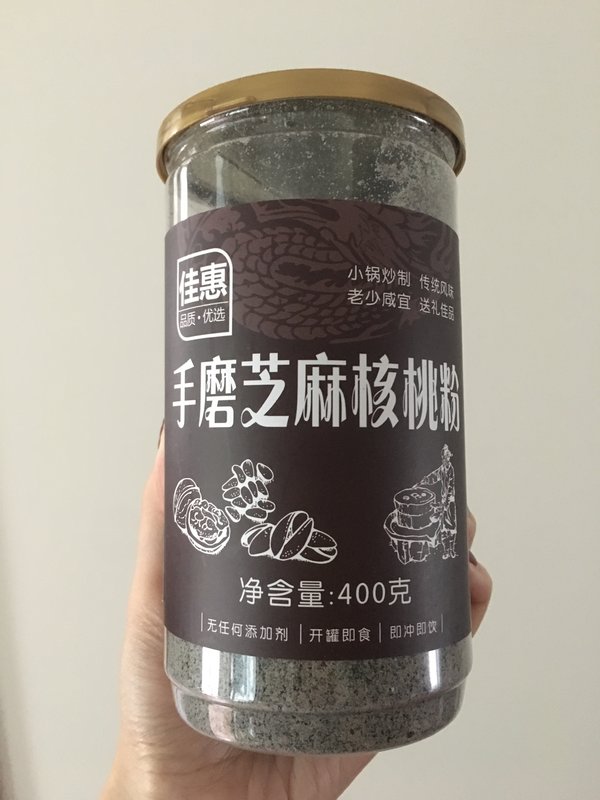 佳惠
品质·优选
小锅炒制 传统风味
老少咸宜 送礼佳品
手磨芝麻核桃粉
净含量:400克
无任何添加剂 | 开罐即食 | 即冲即饮